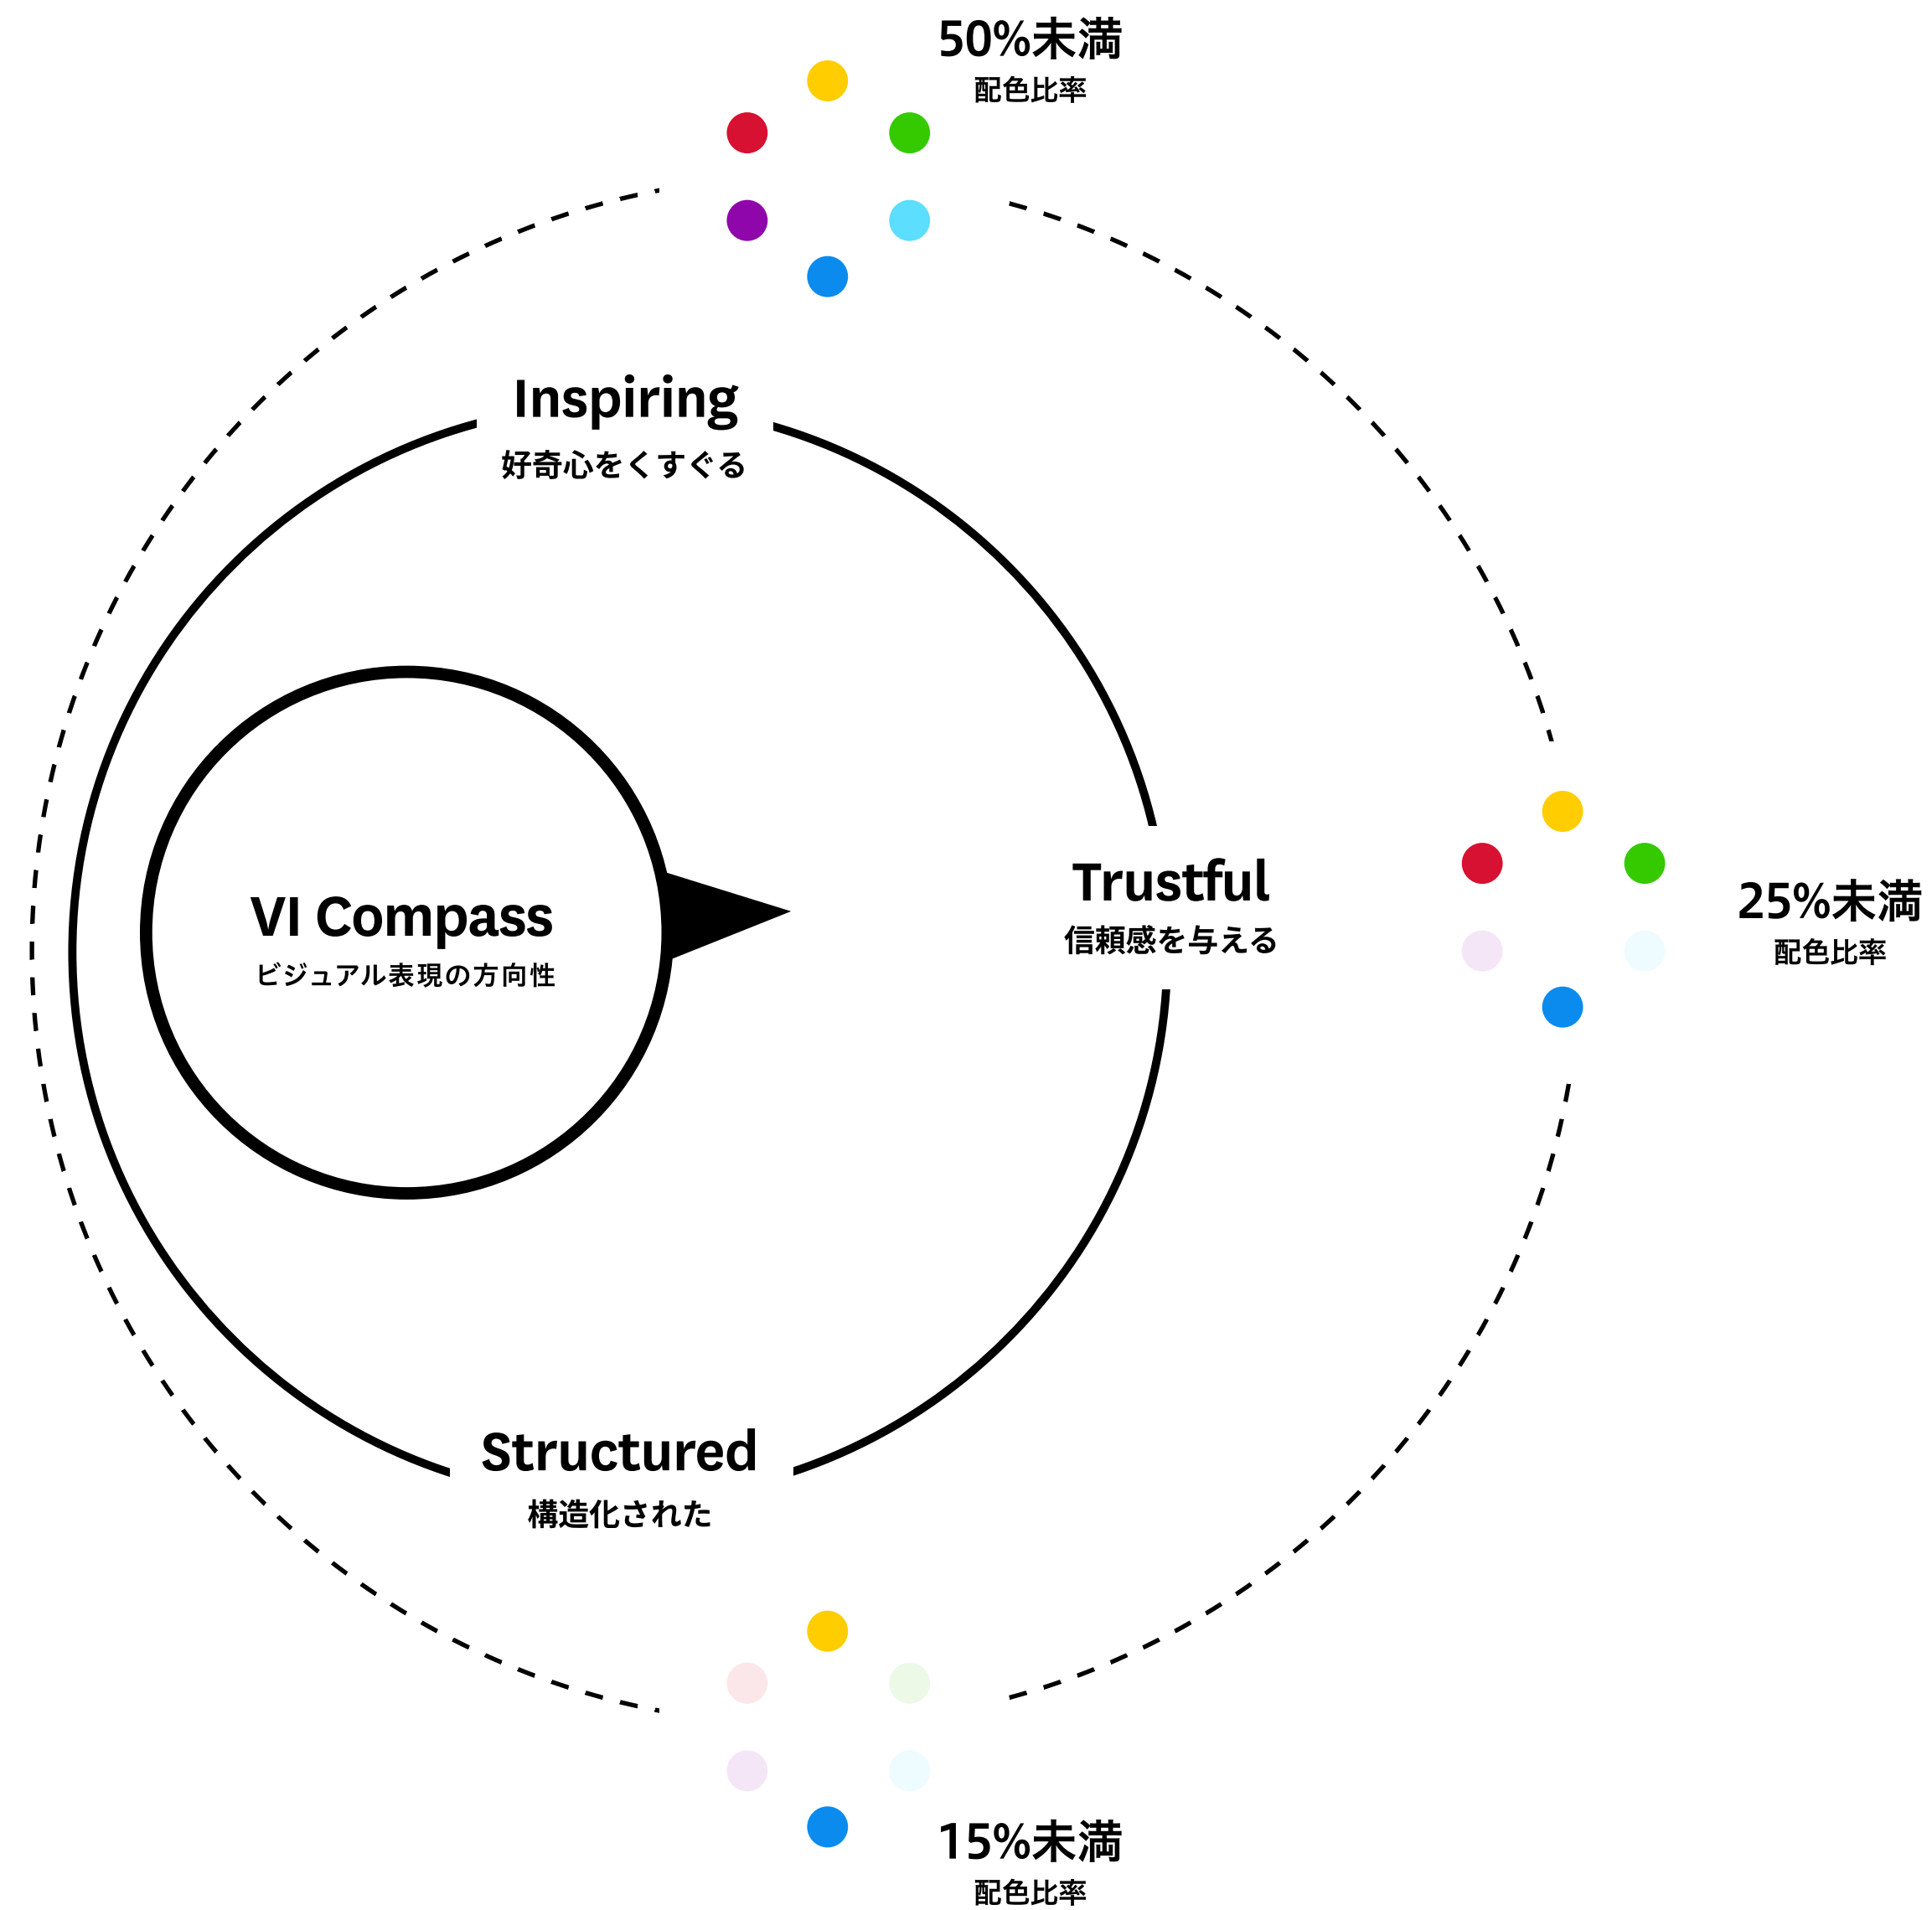 50%未満
配色比率
Inspiring
好奇心をくすぐる
Trustful
信頼感を与える
25%未満
配色比率
VI Compass
ビジュアル表現の方向性
Structured
構造化された
15%未満
配色比率